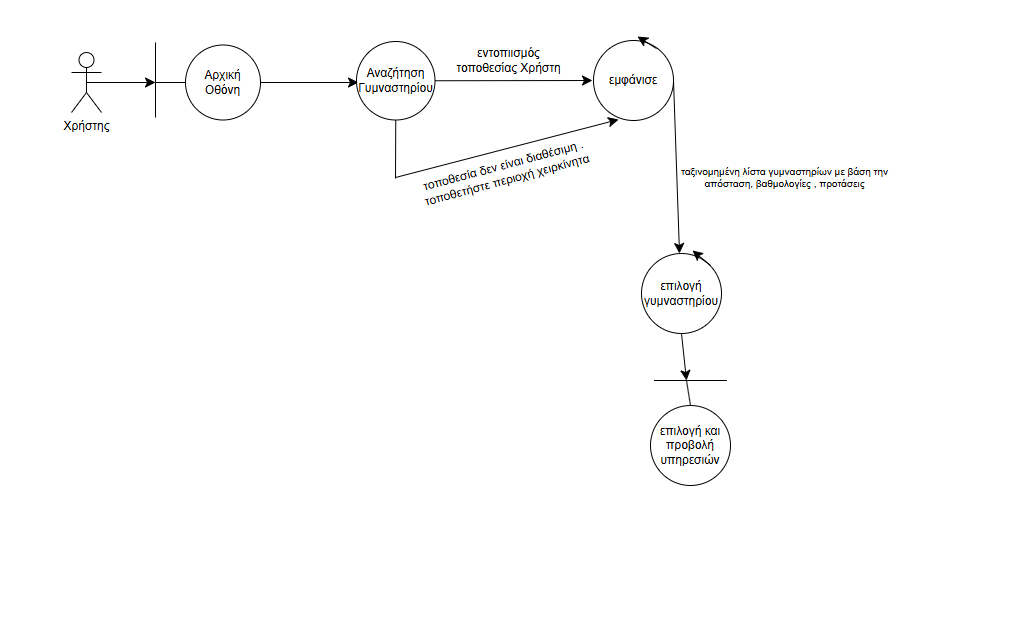 Χρήστης
Αρχική
Οθόνη
Αναζήτηση
Γυμναστηρίου
εντοπιισμός
τοποθεσίας Χρήστη
εμφάνισε
τοποθεσία δεν είναι διαθέσιμη .
τοποθετήστε περιοχή χειρκίνητα
ταξινομημένη λίστα γυμναστηρίων με βάση την
απόσταση, βαθμολογίες , προτάσεις
επιλογή
γυμναστηρίου
επιλογή και
προβολή
υπηρεσιών